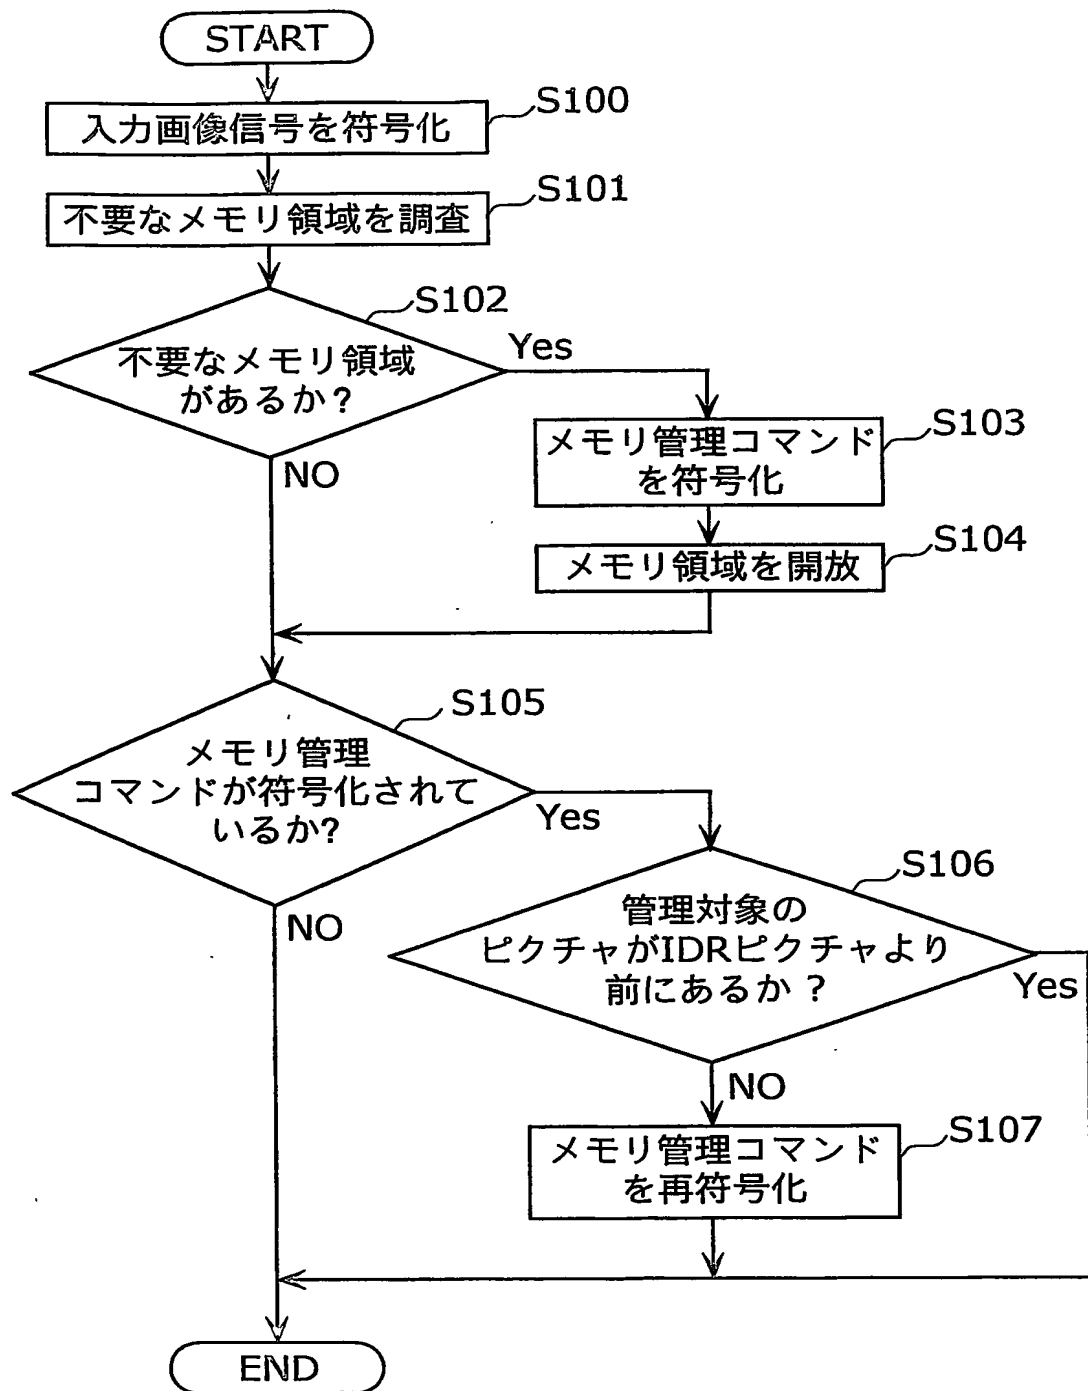 START
S100
入力画像信号を符号化
S101
不要なメモリ領域を調査
S102
不要なメモリ領域
があるか?
Yes
NO
S103
メモリ管理コマンド
を符号化
S104
メモリ領域を開放
S105
メモリ管理
コマンドが符号化されて
いるか?
Yes
NO
S106
管理対象の
ピクチャがIDRピクチャより
前にあるか?
Yes
NO
S107
メモリ管理コマンド
を再符号化
END